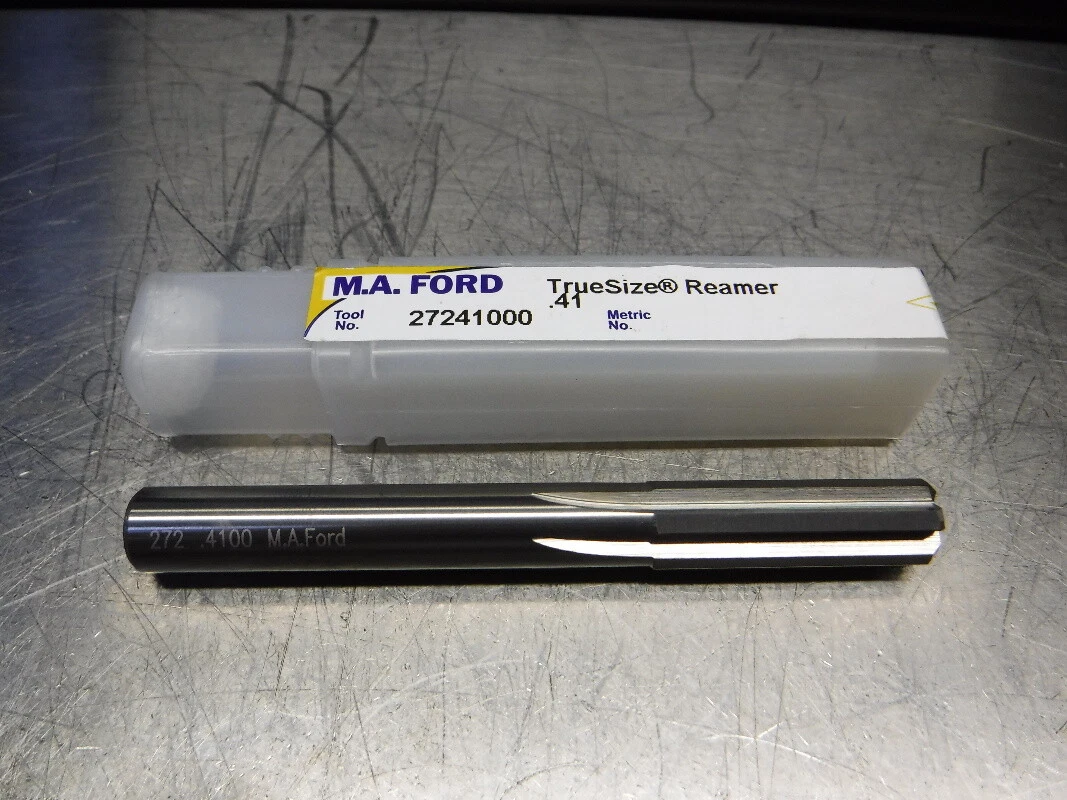 M.A. FORD
TrueSize® Reamer
.41
Tool No. 27241000
Metric No.
272 .4100 M.A.Ford